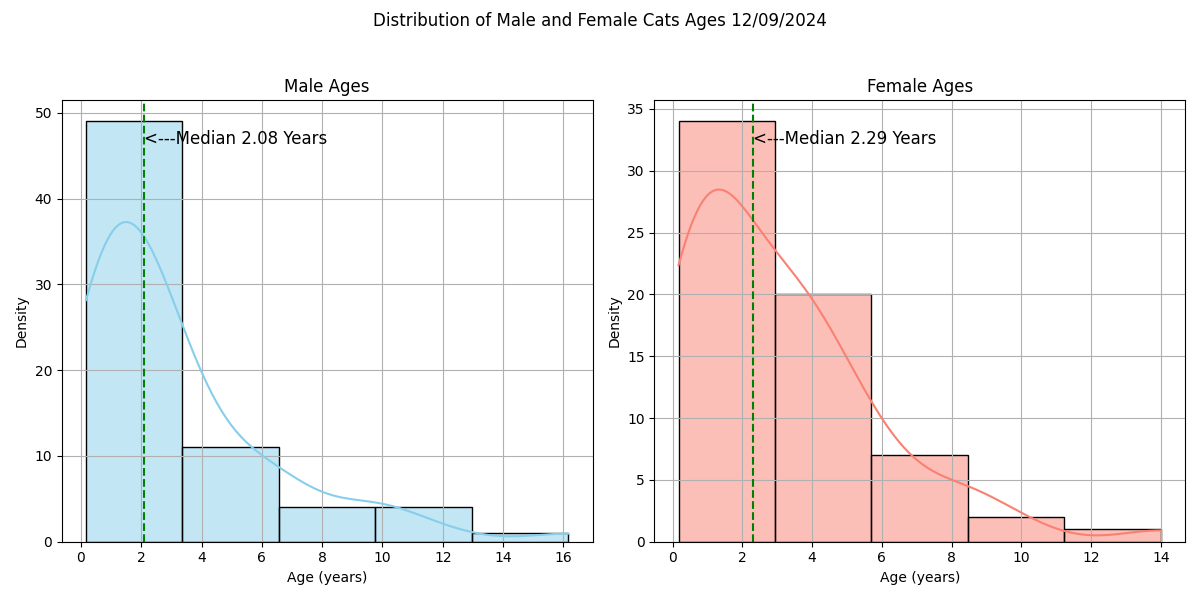 Distribution of Male and Female Cats Ages 12/09/2024
Male Ages
50
40
30
20
10
0
Density
<---Median 2.08 Years
0 2 4 6 8 10 12 14 16
Age (years)
Female Ages
35
30
25
20
15
10
5
0
Density
<---Median 2.29 Years
0 2 4 6 8 10 12 14
Age (years)